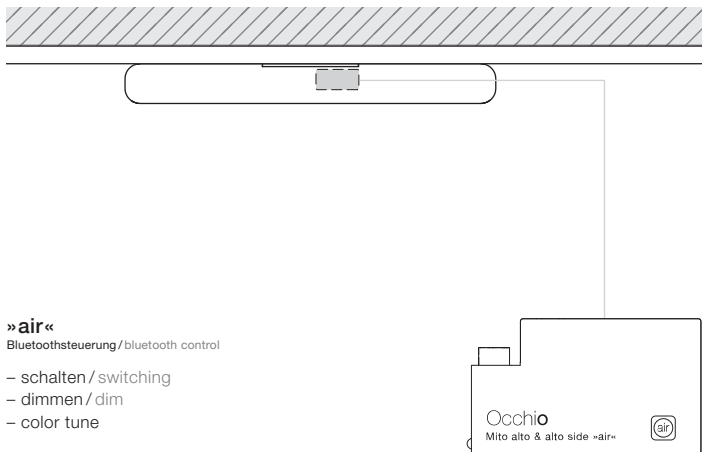 »air«
Bluetoothsteuerung / bluetooth control
– schalten / switching
– dimmen / dim
– color tune
Occhio
Mito alto & alto side »air«
air